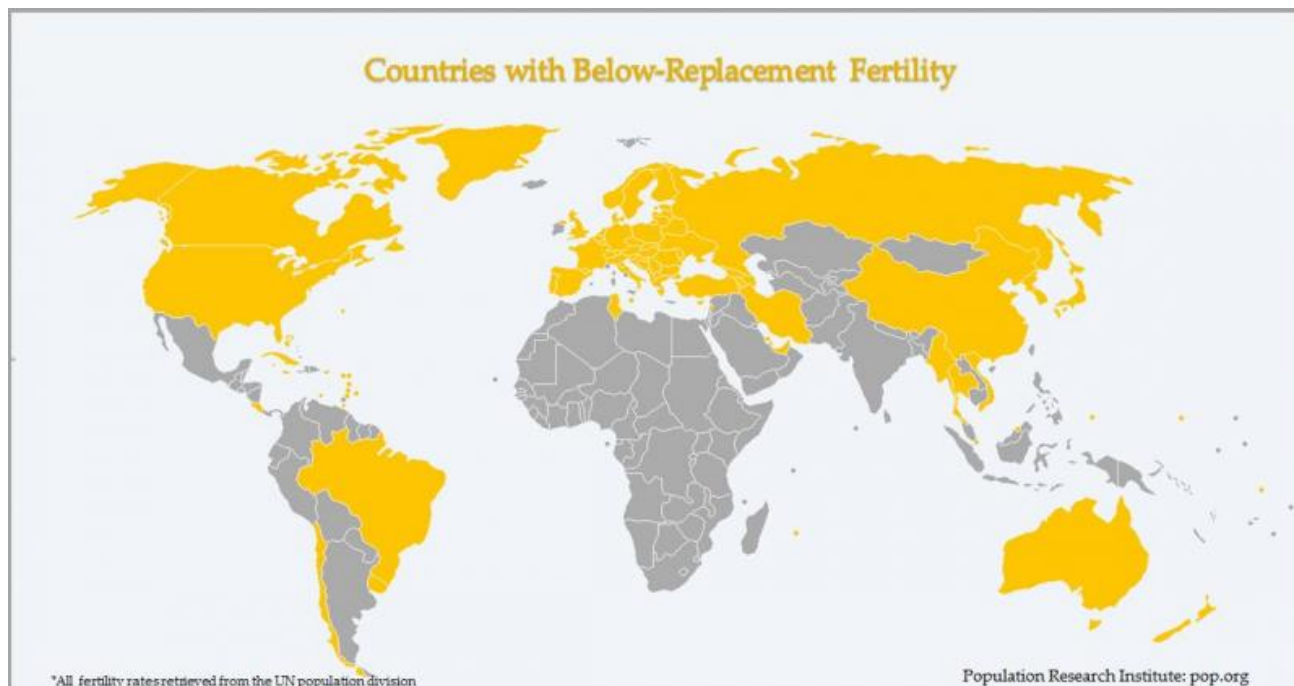 Countries with Below-Replacement Fertility
*All fertility rates retrieved from the UN population division
Population Research Institute: pop.org